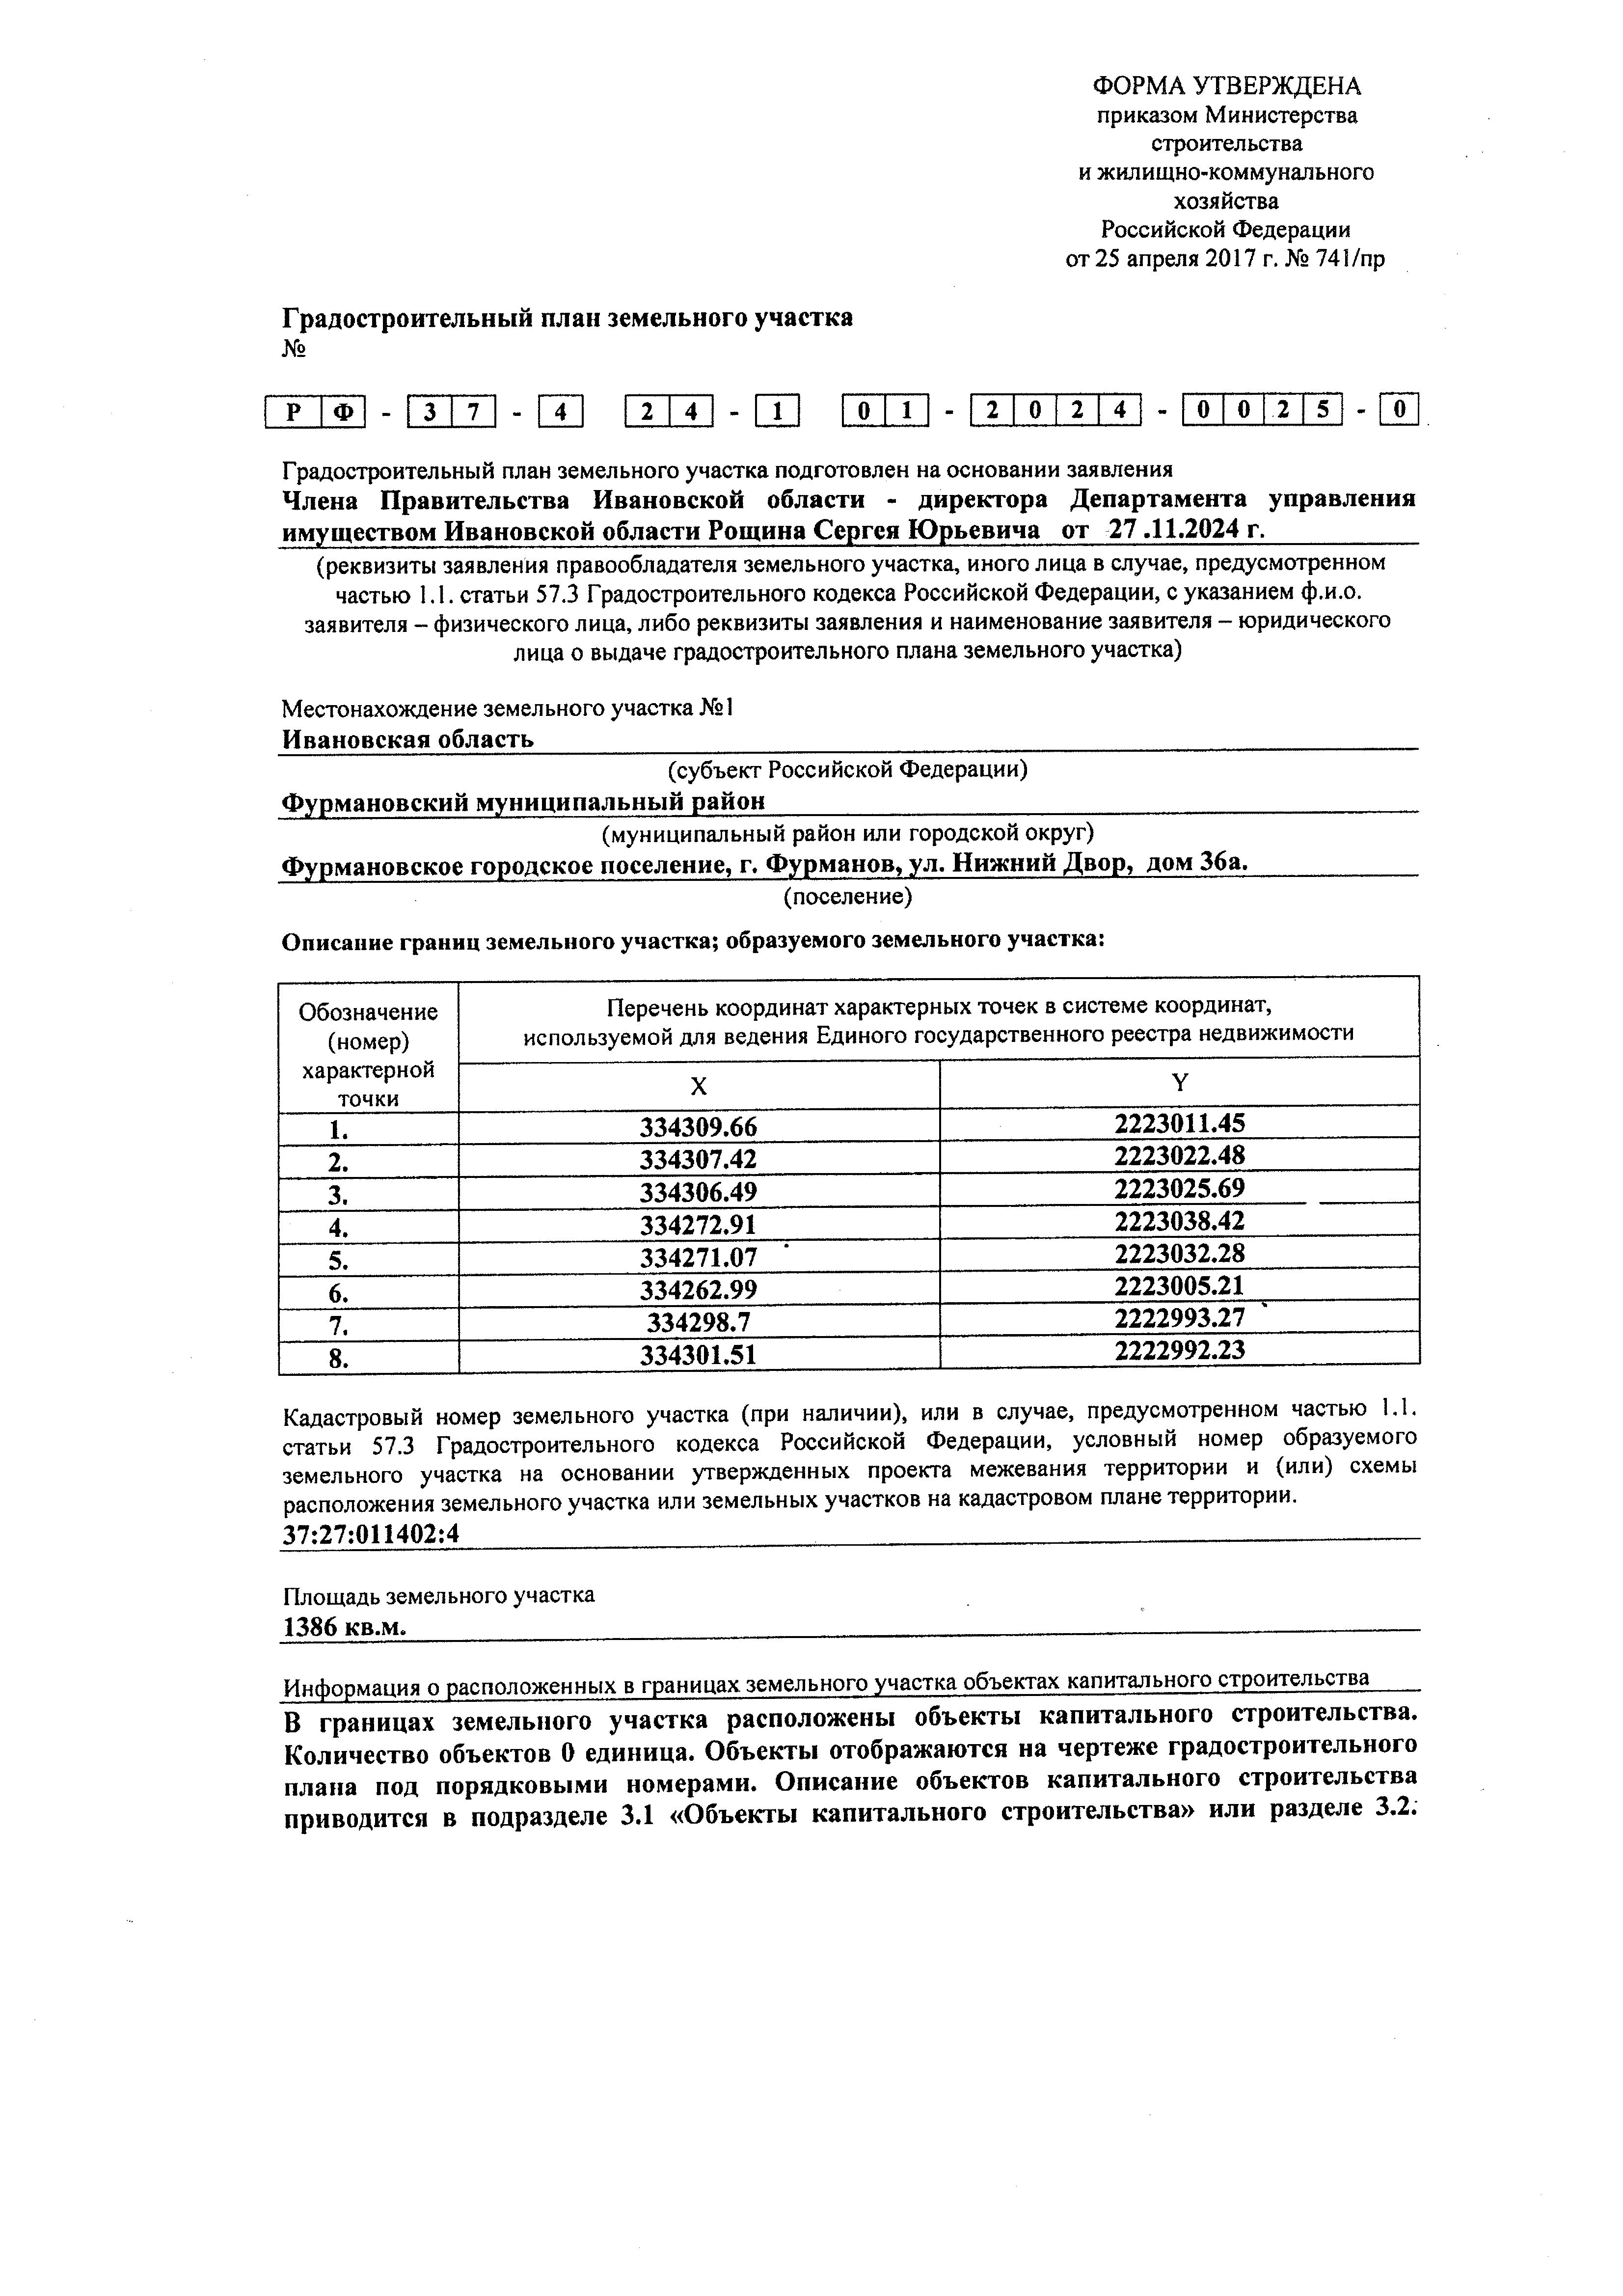 ФОРМА УТВЕРЖДЕНА
приказом Министерства
строительства
и жилищно-коммунального
хозяйства
Российской Федерации
от 25 апреля 2017 г. № 741/пр
Градостроительный план земельного участка
№
Р Ф - 3 7 - 4 2 4 - 1 0 1 - 2 0 2 4 - 0 0 2 5 - 0
Градостроительный план земельного участка подготовлен на основании заявления
Члена Правительства Ивановской области - директора Департамента управления
имуществом Ивановской области Рощина Сергея Юрьевича от 27 .11.2024 г.
(реквизиты заявления правообладателя земельного участка, иного лица в случае, предусмотренном
частью 1.1. статьи 57.3 Градостроительного кодекса Российской Федерации, с указанием ф.и.о.
заявителя – физического лица, либо реквизиты заявления и наименование заявителя – юридического
лица о выдаче градостроительного плана земельного участка)
Местонахождение земельного участка №1
Ивановская область
(субъект Российской Федерации)
Фурмановский муниципальный район
(муниципальный район или городской округ)
Фурмановское городское поселение, г. Фурманов, ул. Нижний Двор, дом 36а.
(поселение)
Описание границ земельного участка; образуемого земельного участка:
Обозначение
(номер)
характерной
точки
Перечень координат характерных точек в системе координат,
используемой для ведения Единого государственного реестра недвижимости
X Y
1. 334309.66 2223011.45
2. 334307.42 2223022.48
3. 334306.49 2223025.69
4. 334272.91 2223038.42
5. 334271.07 2223032.28
6. 334262.99 2223005.21
7. 334298.7 2222993.27
8. 334301.51 2222992.23
Кадастровый номер земельного участка (при наличии), или в случае, предусмотренном частью 1.1.
статьи 57.3 Градостроительного кодекса Российской Федерации, условный номер образуемого
земельного участка на основании утвержденных проекта межевания территории и (или) схемы
расположения земельного участка или земельных участков на кадастровом плане территории.
37:27:011402:4
Площадь земельного участка
1386 кв.м.
Информация о расположенных в границах земельного участка объектах капитального строительства
В границах земельного участка расположены объекты капитального строительства.
Количество объектов 0 единица. Объекты отображаются на чертеже градостроительного
плана под порядковыми номерами. Описание объектов капитального строительства
приводится в подразделе 3.1 «Объекты капитального строительства» или разделе 3.2.